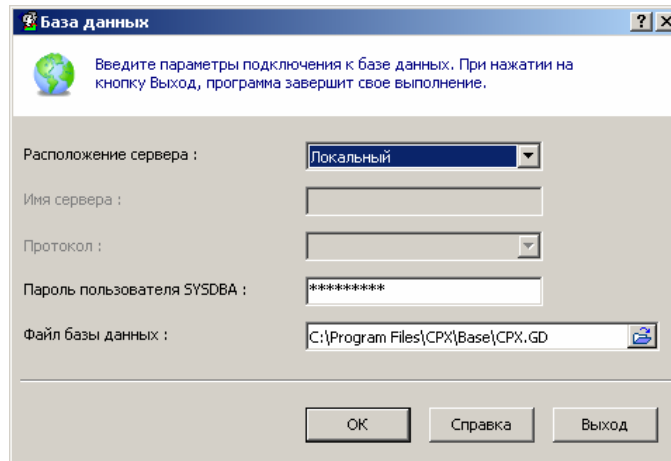 База данных
Введите параметры подключения к базе данных. При нажатии на
кнопку Выход, программа завершит свое выполнение.
Расположение сервера :
Локальный
Имя сервера :
Протокол :
Пароль пользователя SYSDBA :
*********
Файл базы данных :
C:\Program Files\CPX\Base\CPX.GD
ОК
Справка
Выход